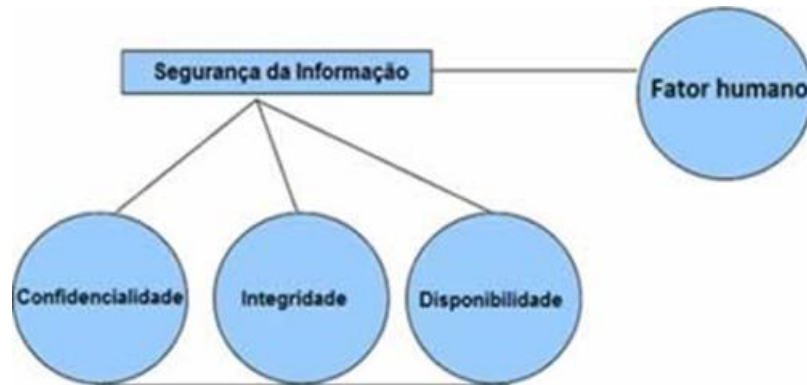 Segurança da Informação
Fator humano
Confidencialidade
Integridade
Disponibilidade